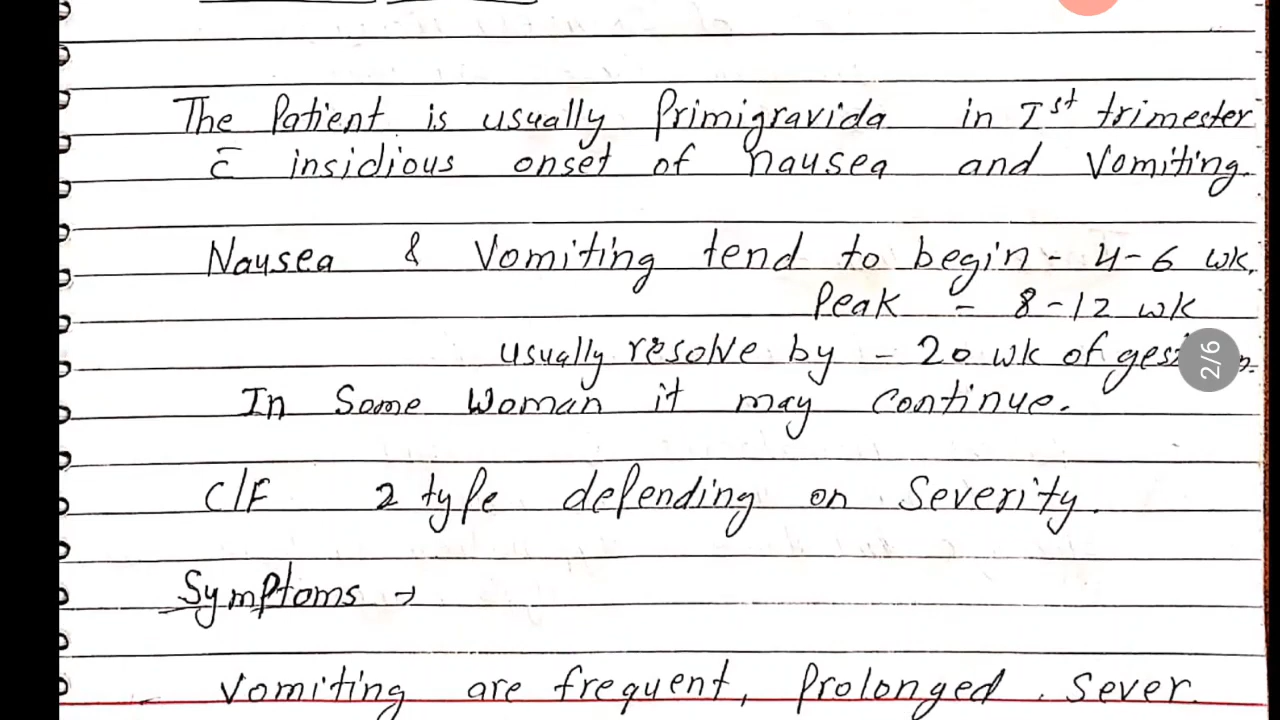 The Patient is usually Primigravida in Ist trimester
c̄ insidious onset of nausea and Vomiting.
Nausea & Vomiting tend to begin - 4-6 wk.
Peak - 8-12 wk
usually resolve by - 20 wk of
In Some Woman it may Continue.
C/F 2 type depending on Severity.
Symptoms →
Vomiting are frequent, Prolonged. Sever.
2/6